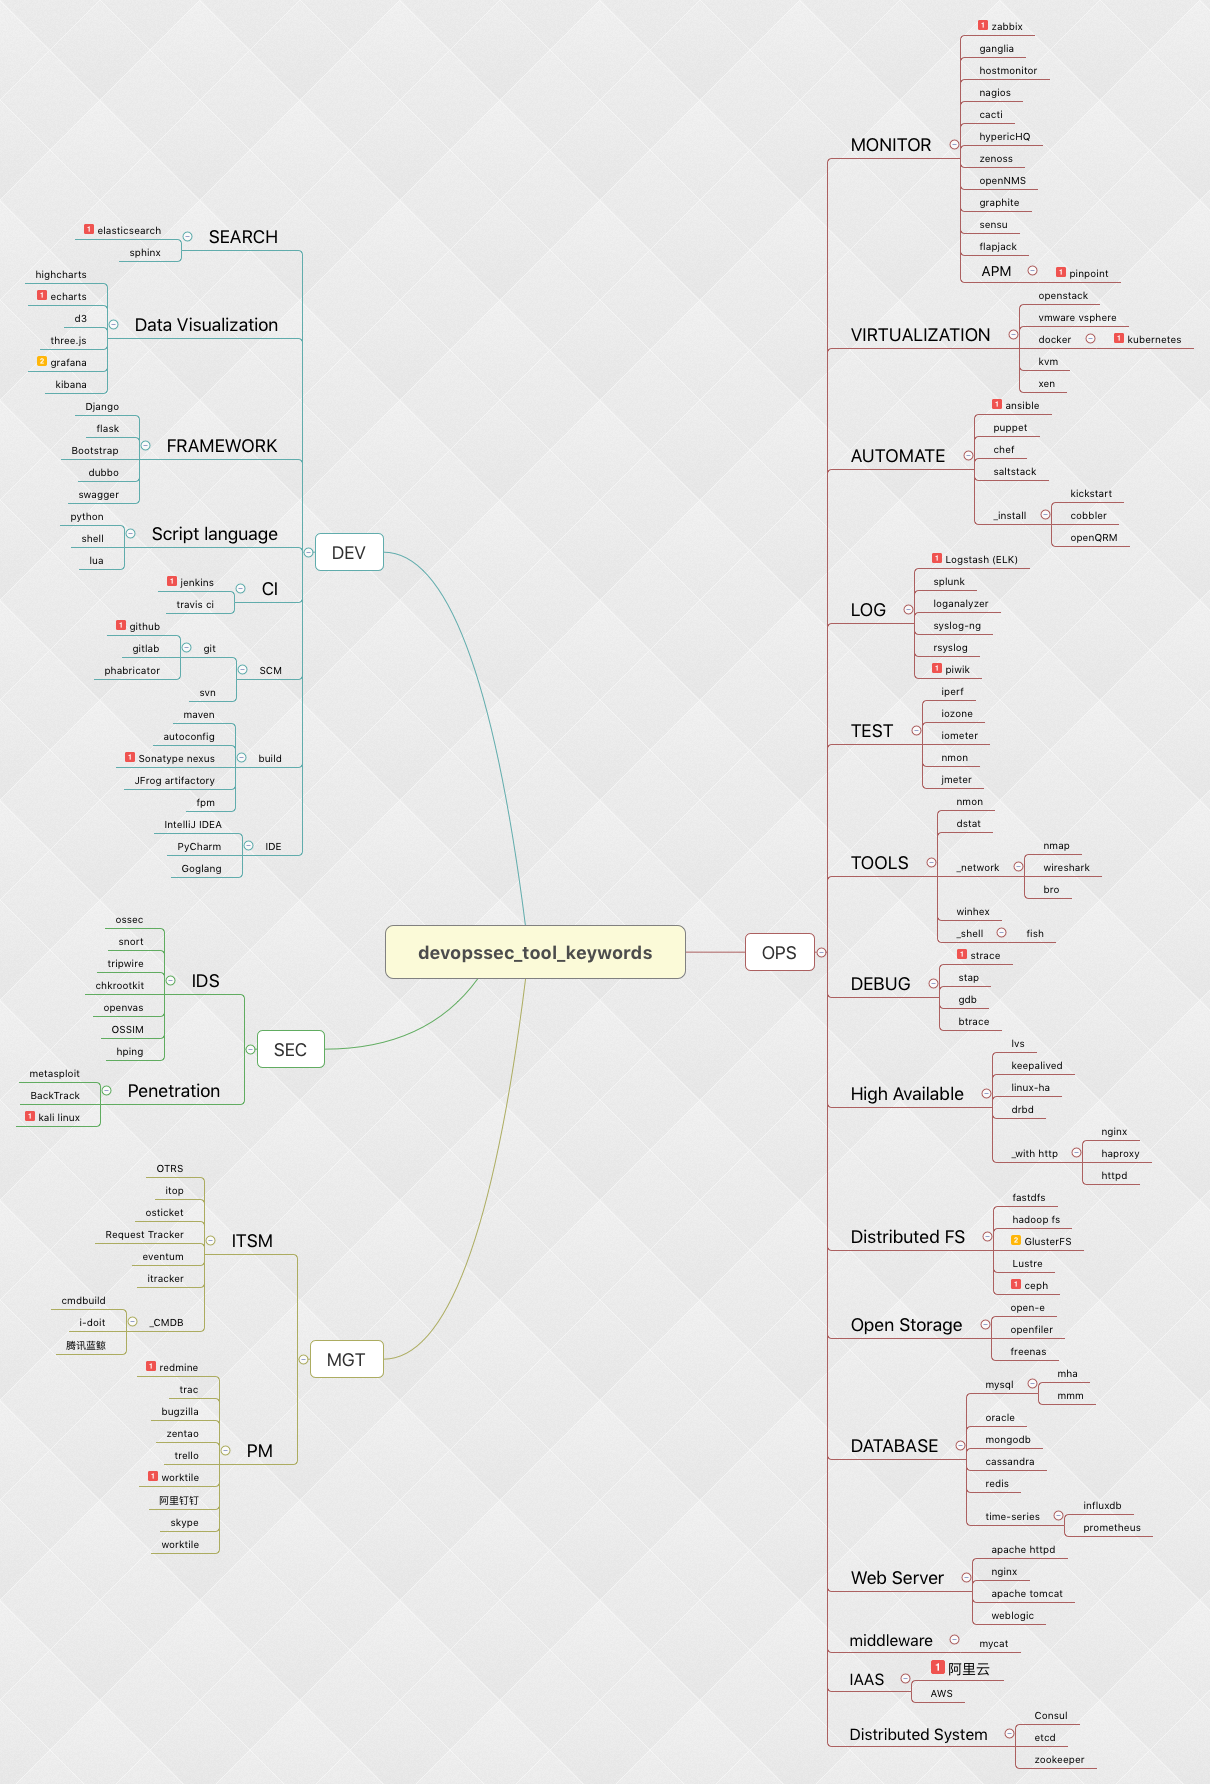 devopssec_tool_keywords
DEV
SEARCH
1 elasticsearch
sphinx
Data Visualization
highcharts
1 echarts
d3
three.js
2 grafana
kibana
FRAMEWORK
Django
flask
Bootstrap
dubbo
swagger
Script language
python
shell
lua
CI
1 jenkins
travis ci
SCM
git
1 github
gitlab
phabricator
svn
build
maven
autoconfig
1 Sonatype nexus
JFrog artifactory
fpm
IDE
IntelliJ IDEA
PyCharm
Goglang
SEC
IDS
ossec
snort
tripwire
chkrootkit
openvas
OSSIM
hping
Penetration
metasploit
BackTrack
1 kali linux
MGT
ITSM
OTRS
itop
osticket
Request Tracker
eventum
itracker
_CMDB
cmdbuild
i-doit
腾讯蓝鲸
PM
1 redmine
trac
bugzilla
zentao
trello
1 worktile
阿里钉钉
skype
worktile
OPS
MONITOR
1 zabbix
ganglia
hostmonitor
nagios
cacti
hypericHQ
zenoss
openNMS
graphite
sensu
flapjack
APM
1 pinpoint
VIRTUALIZATION
openstack
vmware vsphere
docker
1 kubernetes
kvm
xen
AUTOMATE
1 ansible
puppet
chef
saltstack
_install
kickstart
cobbler
openQRM
LOG
1 Logstash (ELK)
splunk
loganalyzer
syslog-ng
rsyslog
1 piwik
TEST
iperf
iozone
iometer
nmon
jmeter
TOOLS
nmon
dstat
_network
nmap
wireshark
bro
winhex
_shell
fish
DEBUG
1 strace
stap
gdb
btrace
High Available
lvs
keepalived
linux-ha
drbd
_with http
nginx
haproxy
httpd
Distributed FS
fastdfs
hadoop fs
2 GlusterFS
Lustre
1 ceph
Open Storage
open-e
openfiler
freenas
DATABASE
mysql
mha
mmm
oracle
mongodb
cassandra
redis
time-series
influxdb
prometheus
Web Server
apache httpd
nginx
apache tomcat
weblogic
middleware
mycat
IAAS
1 阿里云
AWS
Distributed System
Consul
etcd
zookeeper